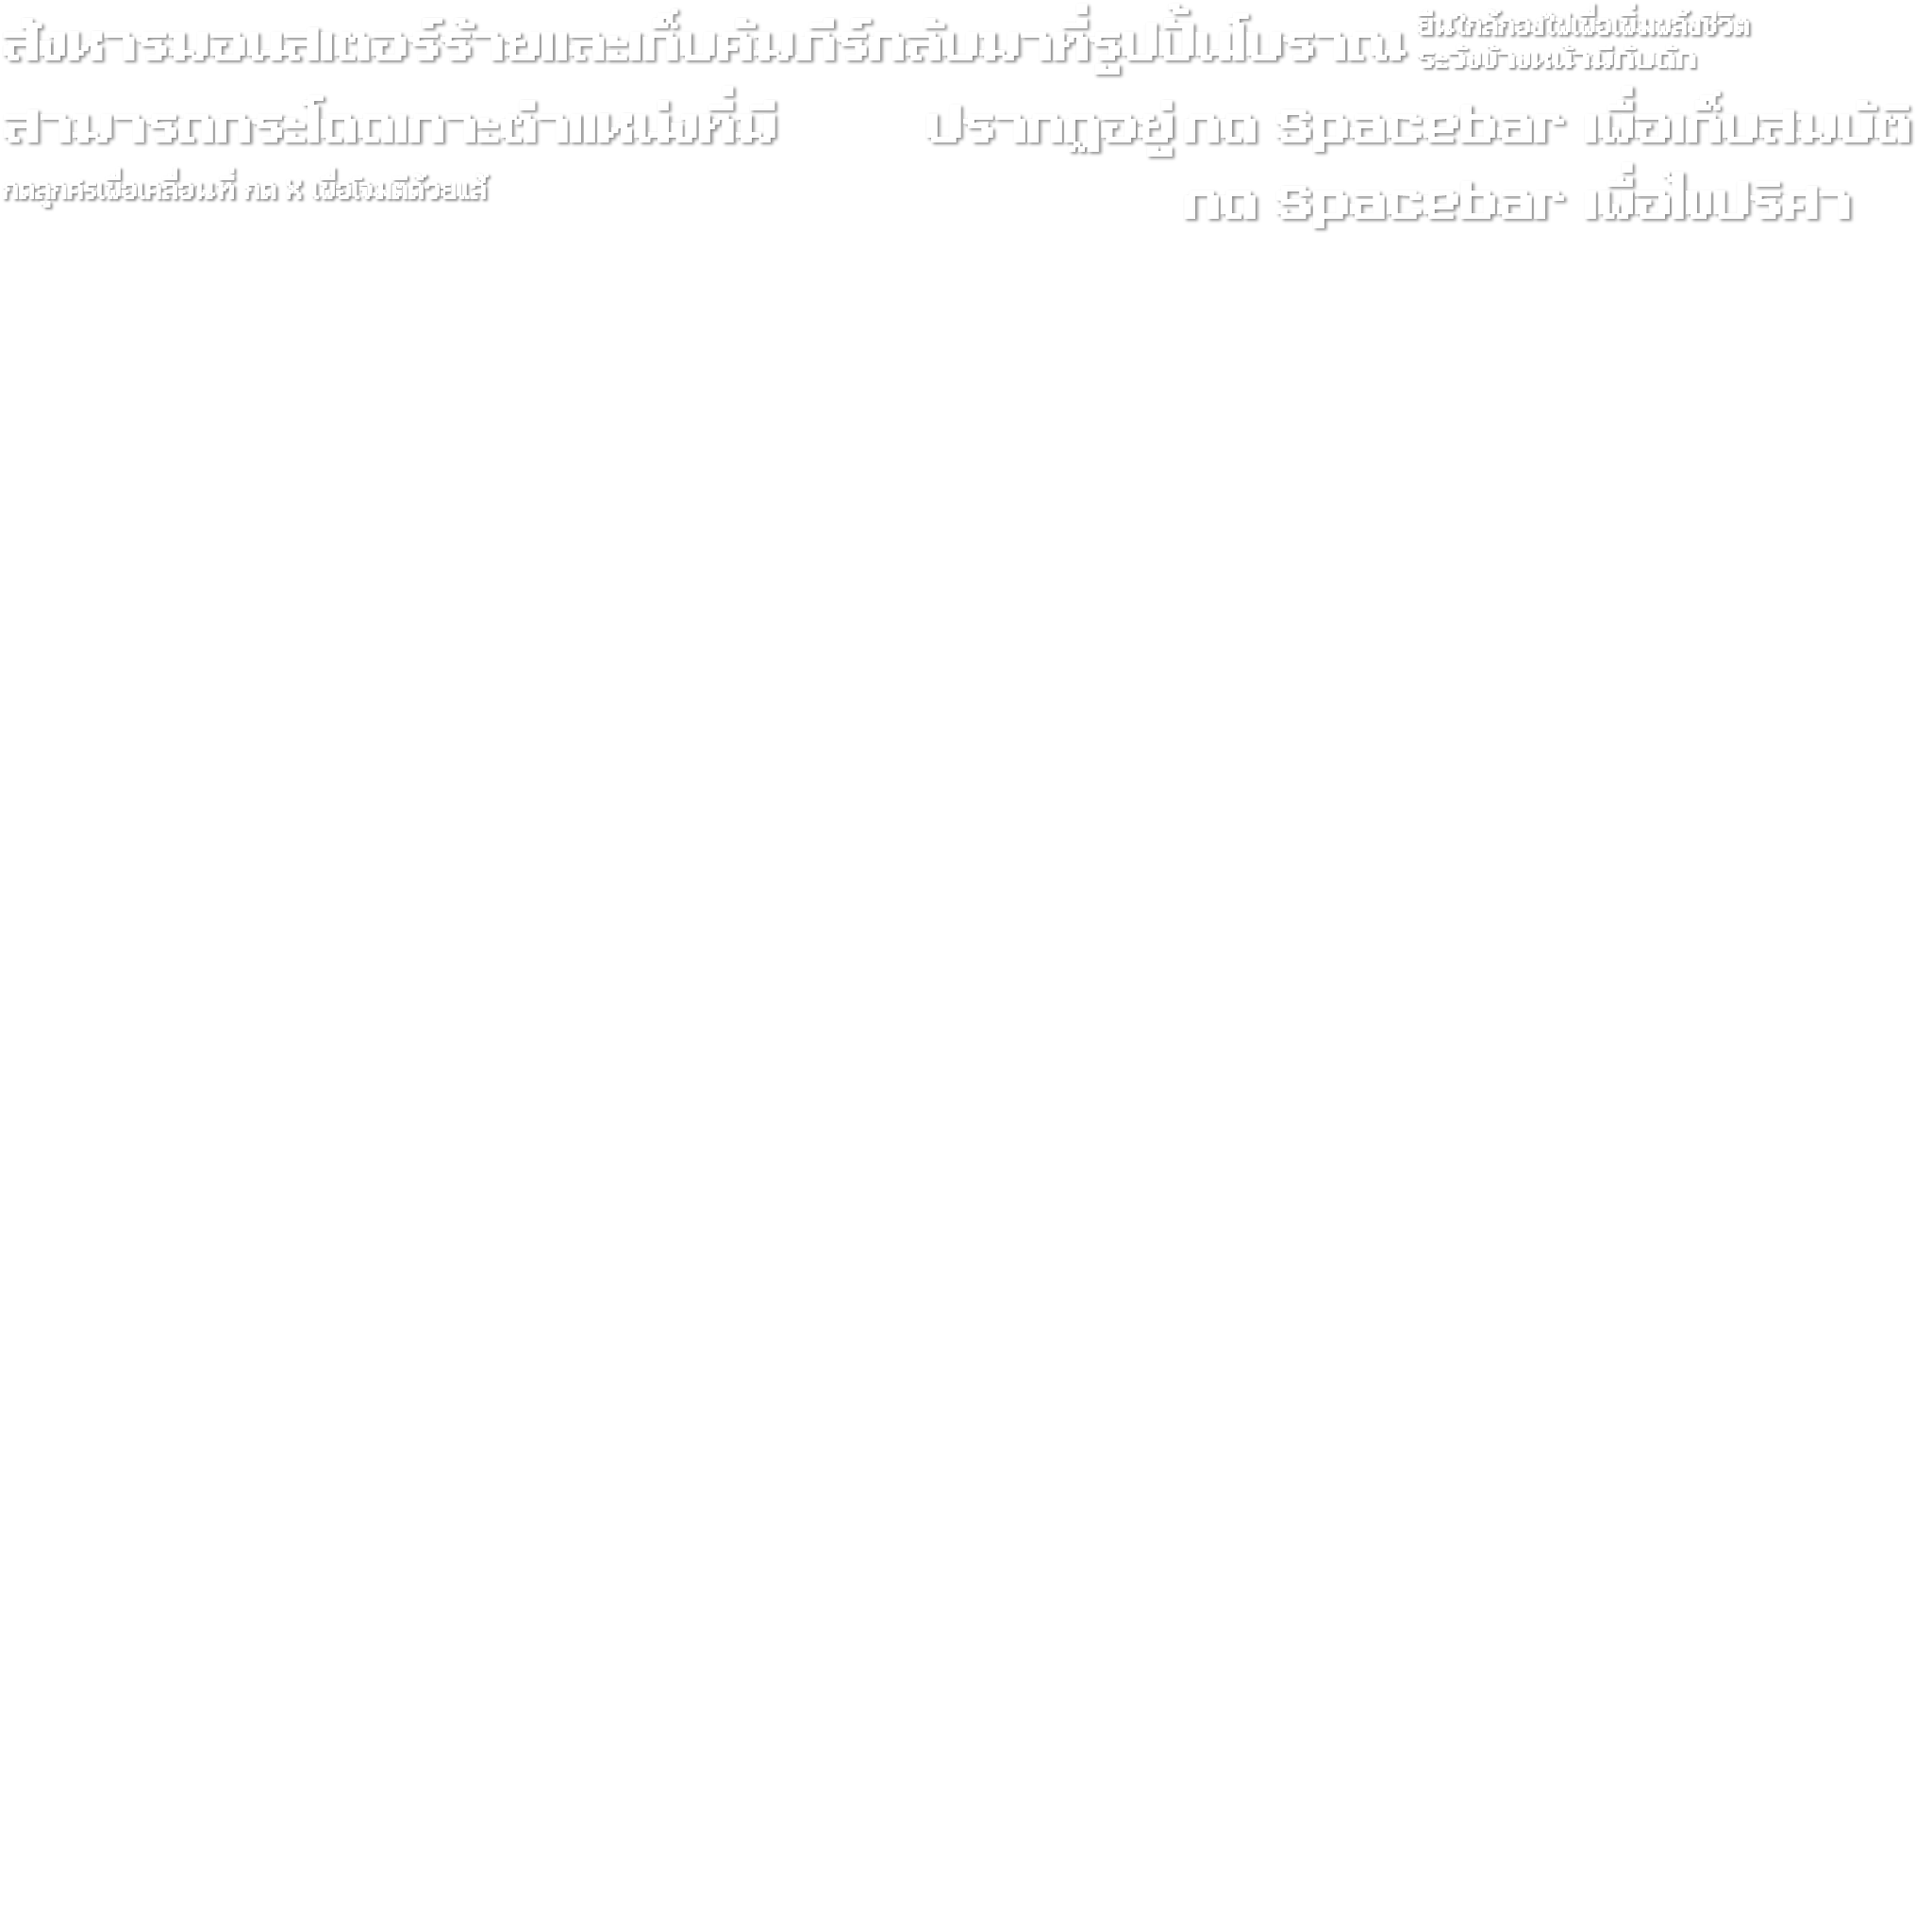 สังหารมอนสเตอร์ร้ายและเก็บคัมภีร์กลับมาที่รูปปั้นโบราณ
ยืนใกล้กองไฟเพื่อเพิ่มพลังชีวิต
ระวังข้างหน้ามีกับดัก
สามารถกระโดดเกาะตำแหน่งที่มี ปรากฏอยู่
กด Spacebar เพื่อเก็บสมบัติ
กดลูกศรเพื่อเคลื่อนที่ กด X เพื่อโจมตีด้วยแส้
กด Spacebar เพื่อไขปริศา